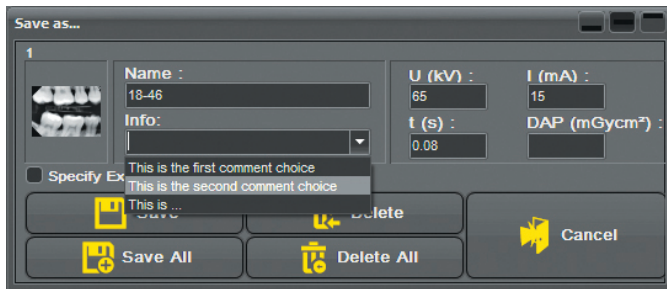 Save as...
1
Name :
18-46
Info:
This is the first comment choice
This is the second comment choice
This is ...
U (kV) :
65
I (mA) :
15
t (s) :
0.08
DAP (mGycm²) :
Specify Ex
Save
Delete
Cancel
Save All
Delete All